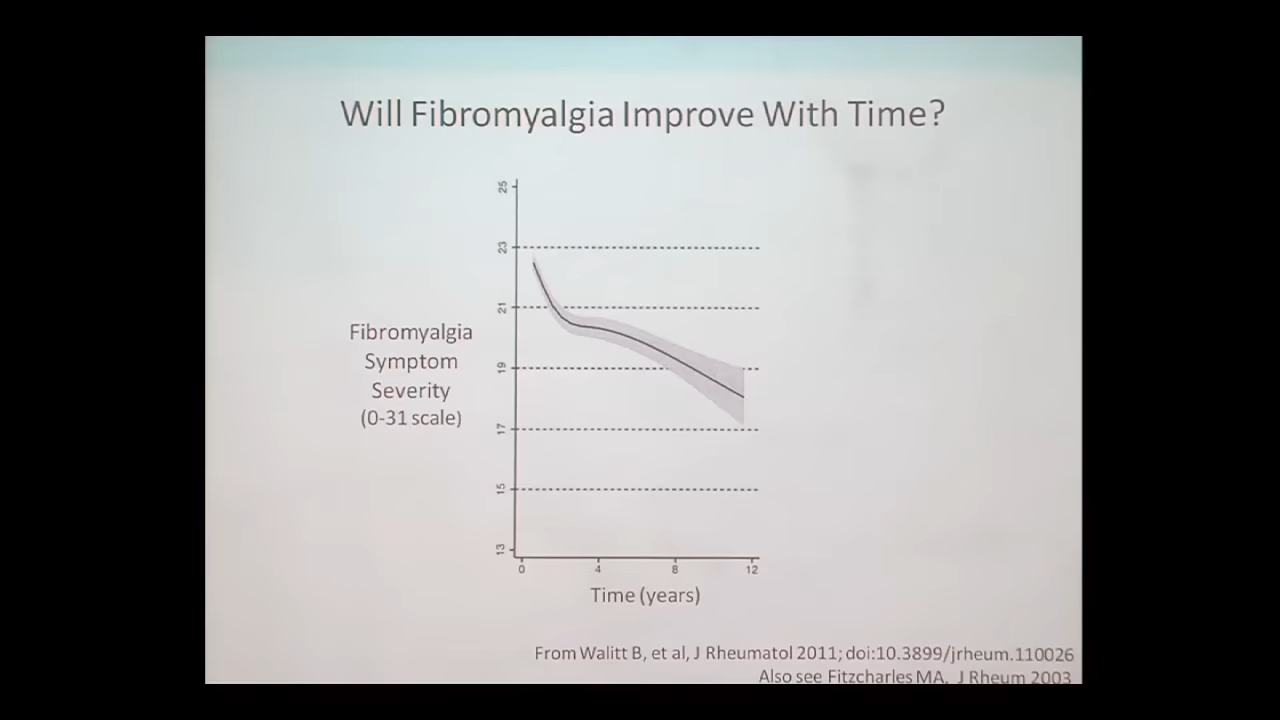 Will Fibromyalgia Improve With Time?
25
23
21
19
17
15
13
Fibromyalgia
Symptom
Severity
(0-31 scale)
0 4 8 12
Time (years)
From Walitt B, et al, J Rheumatol 2011; doi:10.3899/jrheum.110026
Also see Fitzcharles MA. J Rheum 2003